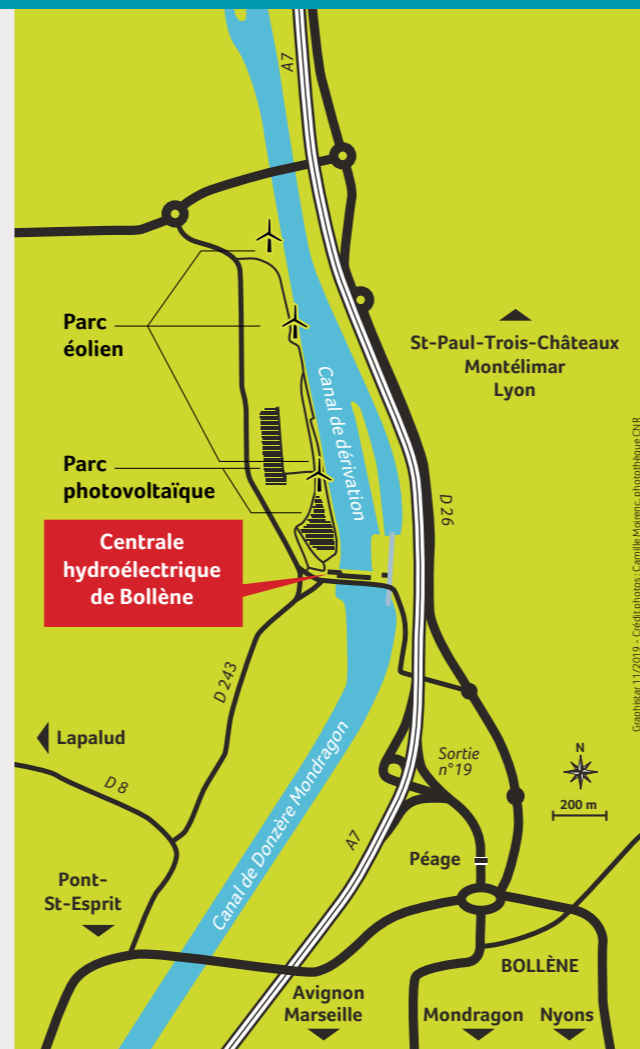 A7
Parc
éolien
St-Paul-Trois-Châteaux
Montélimar
Lyon
Canal de dérivation
Parc
photovoltaïque
D 26
Centrale
hydroélectrique
de Bollène
Graphistar 11/2019 - Crédit photos : Camille Moirenc, photothèque CNR
D 243
Lapalud
D 8
Canal de Donzère Mondragon
Sortie
n°19
N
200 m
A7
Péage
Pont-
St-Esprit
BOLLÈNE
Avignon
Marseille
Mondragon
Nyons